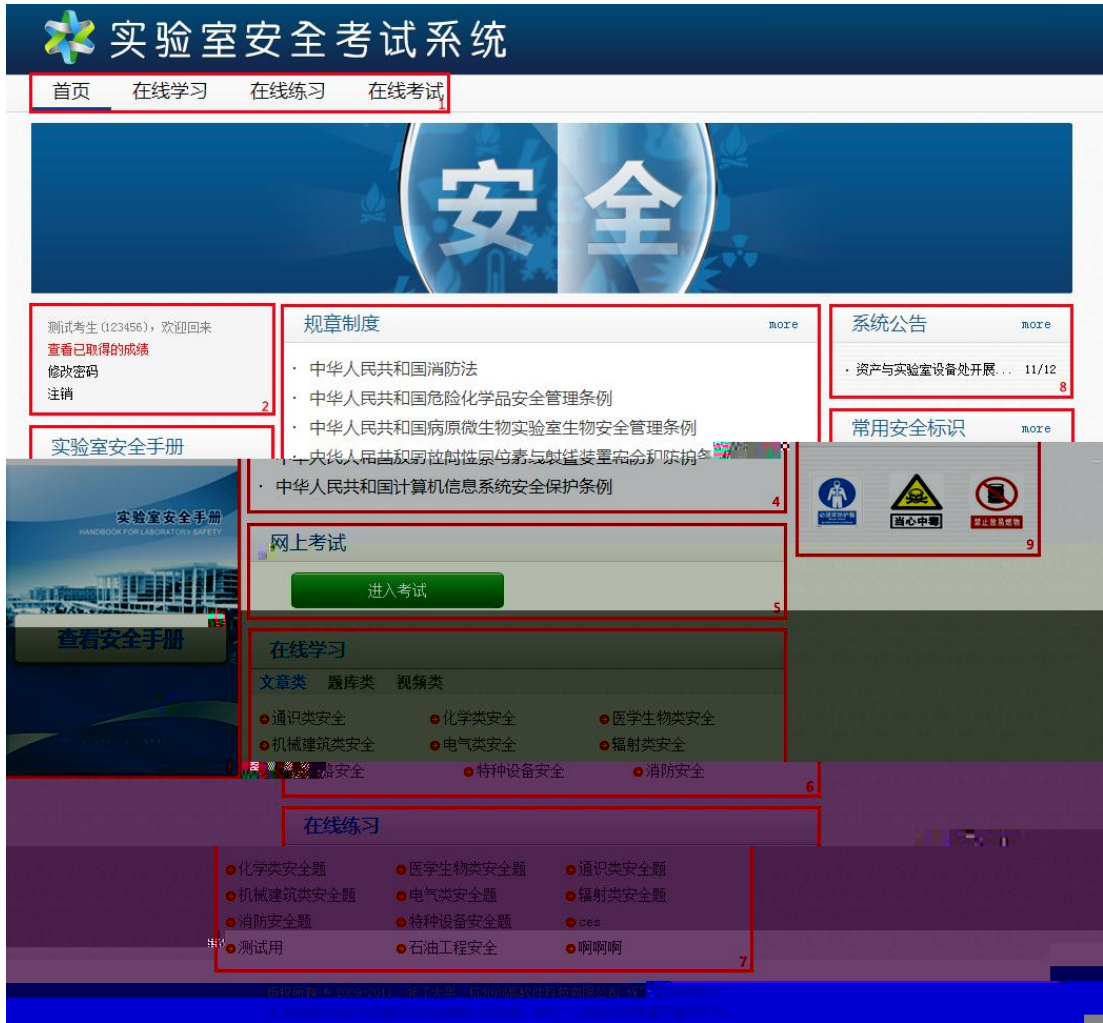 实验室安全考试系统
首页 在线学习 在线练习 在线考试
1
安全
测试考生(123456)，欢迎回来
查看已取得的成绩
修改密码
注销
2
实验室安全手册
实验室安全手册
HANDBOOK FOR LABORATORY SAFETY
查看安全手册
规章制度 more
· 中华人民共和国消防法
· 中华人民共和国危险化学品安全管理条例
· 中华人民共和国病原微生物实验室生物安全管理条例
· 中华人民共和国计算机信息系统安全保护条例
4
网上考试
进入考试
5
在线学习
文章类 题库类 视频类
通识类安全 化学类安全 医学生物类安全
机械建筑类安全 电气类安全 辐射类安全
安全 特种设备安全 消防安全
6
在线练习
化学类安全题 医学生物类安全题 通识类安全题
机械建筑类安全题 电气类安全题 辐射类安全题
消防安全题 特种设备安全题 ces
测试用 石油工程安全 啊啊啊
7
系统公告 more
· 资产与实验室设备处开展... 11/12
8
常用安全标识 more
必须穿防护服 当心中毒 禁止放易燃物
9